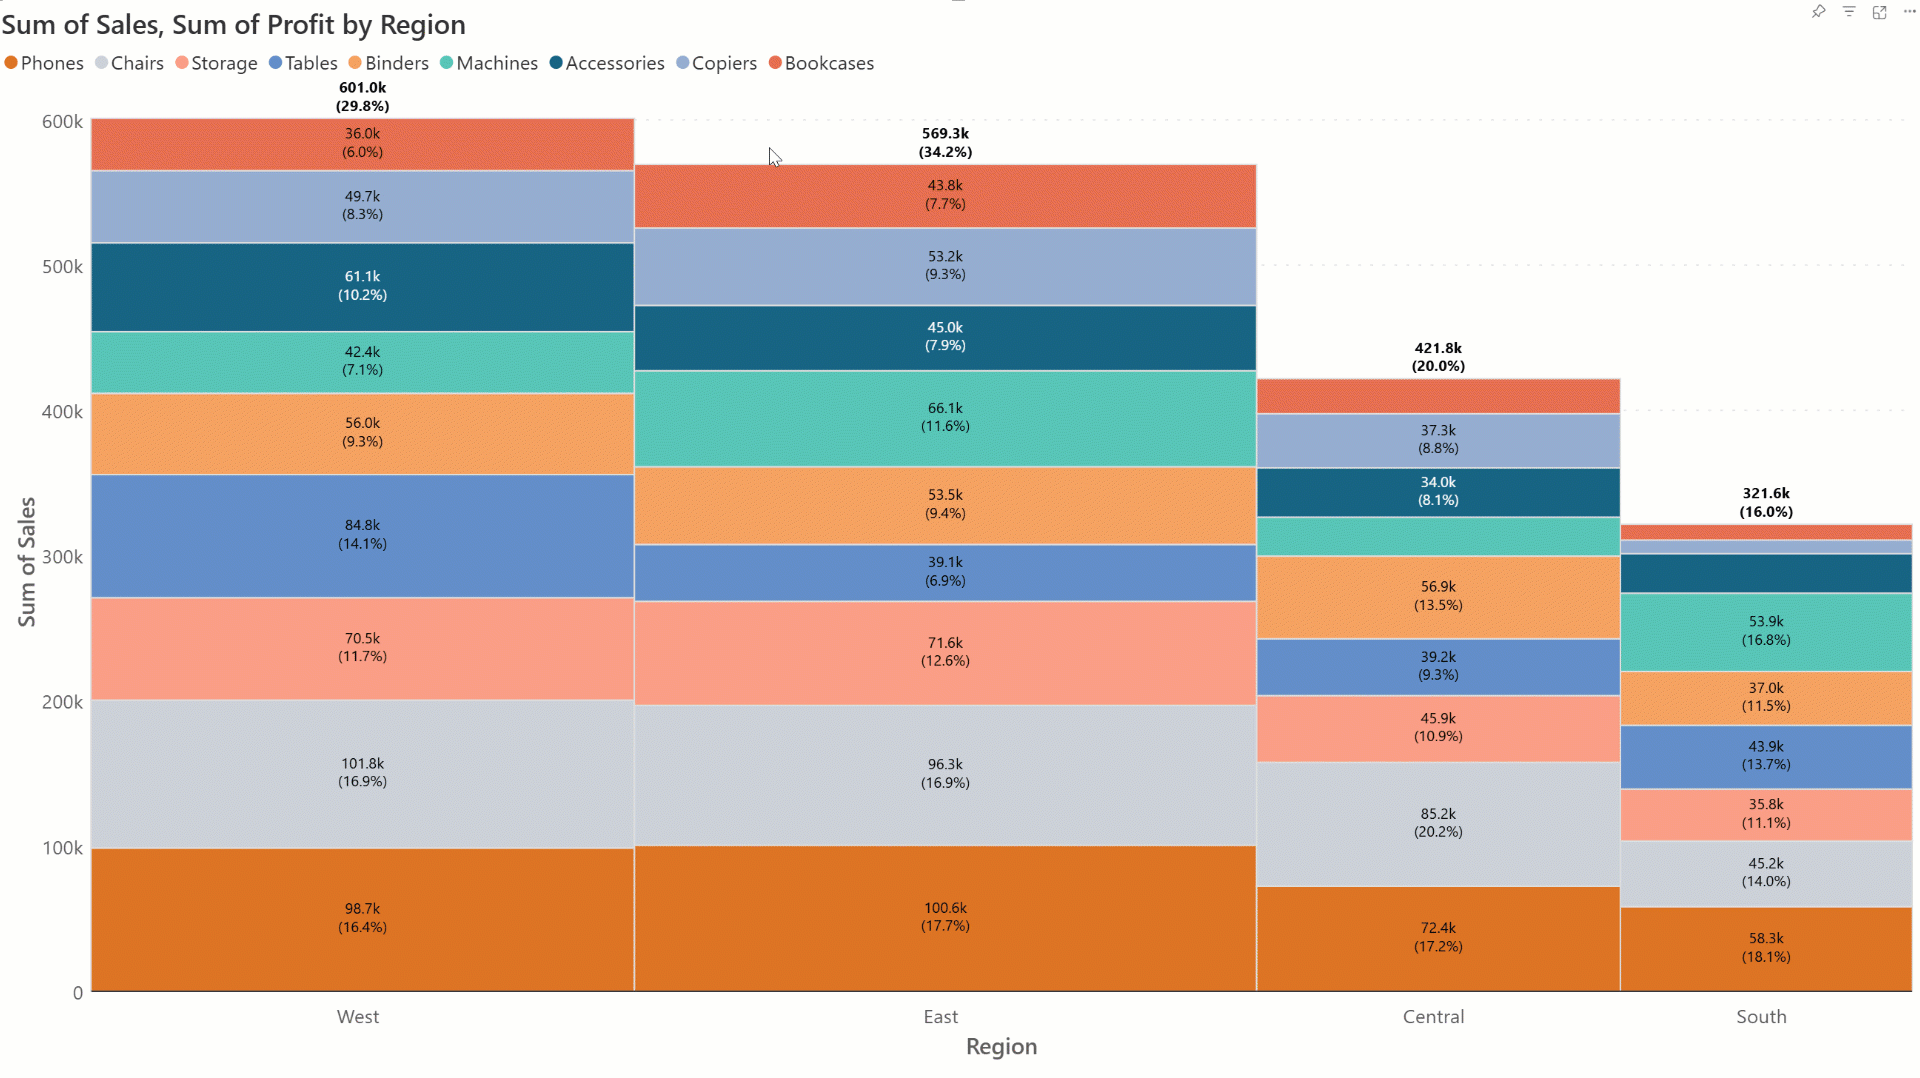 Sum of Sales, Sum of Profit by Region
Phones Chairs Storage Tables Binders Machines Accessories Copiers Bookcases
601.0k
(29.8%)
569.3k
(34.2%)
421.8k
(20.0%)
321.6k
(16.0%)
600k
500k
400k
300k
200k
100k
0
Sum of Sales
36.0k
(6.0%)
49.7k
(8.3%)
61.1k
(10.2%)
42.4k
(7.1%)
56.0k
(9.3%)
84.8k
(14.1%)
70.5k
(11.7%)
101.8k
(16.9%)
98.7k
(16.4%)
43.8k
(7.7%)
53.2k
(9.3%)
45.0k
(7.9%)
66.1k
(11.6%)
53.5k
(9.4%)
39.1k
(6.9%)
71.6k
(12.6%)
96.3k
(16.9%)
100.6k
(17.7%)
37.3k
(8.8%)
34.0k
(8.1%)
56.9k
(13.5%)
39.2k
(9.3%)
45.9k
(10.9%)
85.2k
(20.2%)
72.4k
(17.2%)
53.9k
(16.8%)
37.0k
(11.5%)
43.9k
(13.7%)
35.8k
(11.1%)
45.2k
(14.0%)
58.3k
(18.1%)
West East Central South
Region